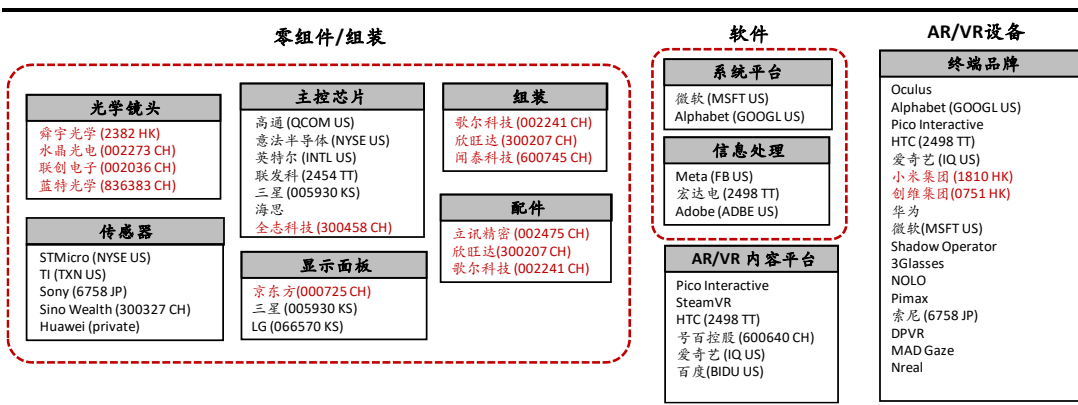 零组件/组装
光学镜头
舜宇光学 (2382 HK)
水晶光电 (002273 CH)
联创电子 (002036 CH)
蓝特光学 (836383 CH)
传感器
STMicro (NYSE US)
TI (TXN US)
Sony (6758 JP)
Sino Wealth (300327 CH)
Huawei (private)
主控芯片
高通 (QCOM US)
意法半导体 (NYSE US)
英特尔 (INTL US)
联发科 (2454 TT)
三星 (005930 KS)
海思
全志科技 (300458 CH)
显示面板
京东方(000725 CH)
三星 (005930 KS)
LG (066570 KS)
组装
歌尔科技 (002241 CH)
欣旺达 (300207 CH)
闻泰科技 (600745 CH)
配件
立讯精密 (002475 CH)
欣旺达(300207 CH)
歌尔科技 (002241 CH)
软件
系统平台
微软 (MSFT US)
Alphabet (GOOGL US)
信息处理
Meta (FB US)
宏达电 (2498 TT)
Adobe (ADBE US)
AR/VR 内容平台
Pico Interactive
SteamVR
HTC (2498 TT)
号百控股 (600640 CH)
爱奇艺 (IQ US)
百度(BIDU US)
AR/VR设备
终端品牌
Oculus
Alphabet (GOOGL US)
Pico Interactive
HTC (2498 TT)
爱奇艺 (IQ US)
小米集团 (1810 HK)
创维集团(0751 HK)
华为
微软(MSFT US)
Shadow Operator
3Glasses
NOLO
Pimax
索尼 (6758 JP)
DPVR
MAD Gaze
Nreal